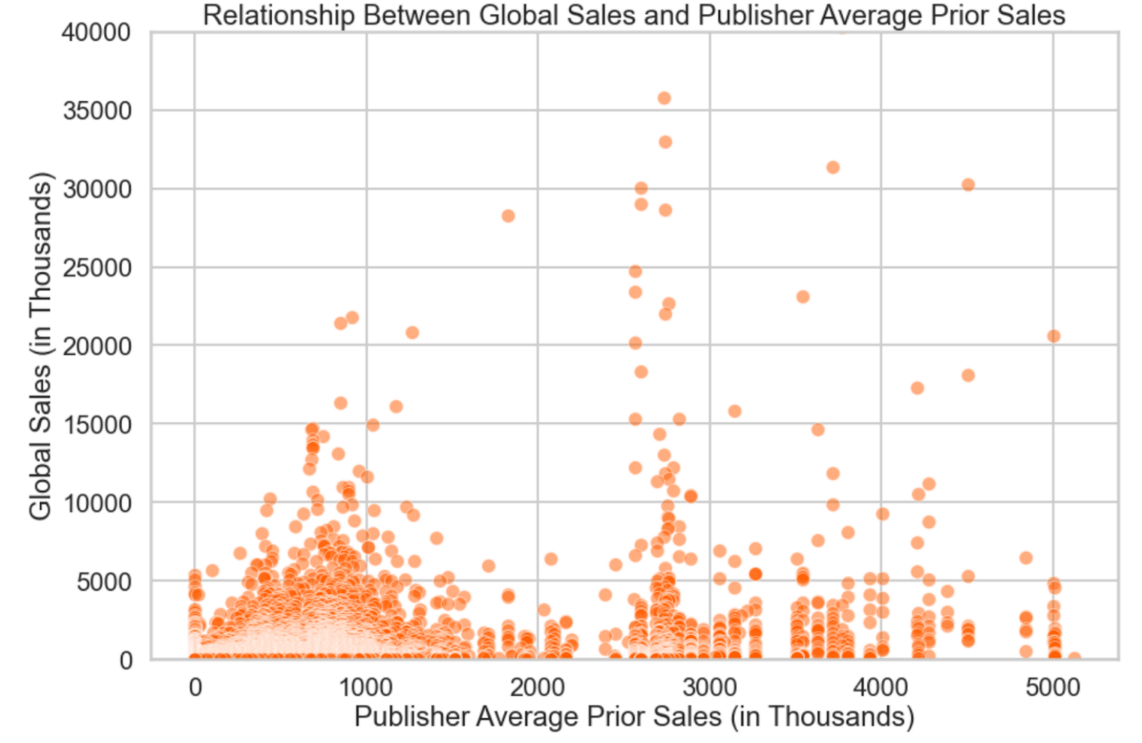 Relationship Between Global Sales and Publisher Average Prior Sales
40000
35000
30000
25000
20000
15000
10000
5000
0
Global Sales (in Thousands)
0 1000 2000 3000 4000 5000
Publisher Average Prior Sales (in Thousands)